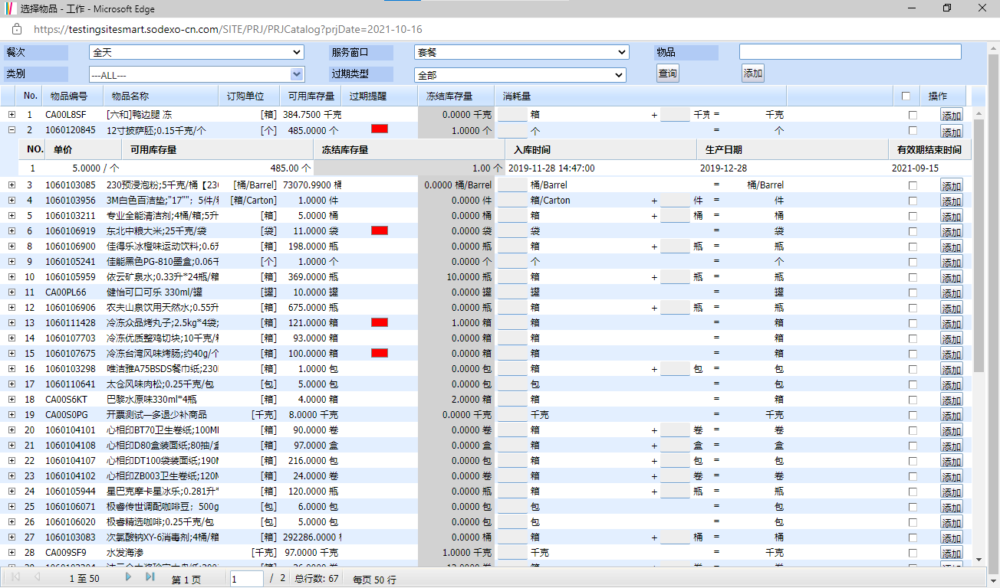 选择物品 - 工作 - Microsoft Edge
https://testingsitesmart.sodexo-cn.com/SITE/PRJ/PRJCatalog?prjDate=2021-10-16
餐次 全天 服务窗口 套餐 物品
类别 ---ALL--- 过期类型 全部 查询 添加
No. 物品编号 物品名称 订购单位 可用库存量 过期提醒 冻结库存量 消耗量 操作
1 CA00L8SF [六和]鸭边腿 冻 [箱] 384.7500 千克 0.0000 千克 箱 + 千克 = 千克 添加
2 1060120845 12寸披萨胚;0.15千克/个 [个] 485.0000 个 1.0000 个 个 = 个 添加
NO. 单价 可用库存量 冻结库存量 入库时间 生产日期 有效期结束时间
1 5.0000 / 个 485.00 个 1.00 个 2019-11-28 14:47:00 2019-12-28 2021-09-15
3 1060103085 230预浸泡粉;5千克/桶【23 [桶/Barrel] 73070.9900 桶 0.0000 桶/Barrel 桶/Barrel = 桶/Barrel 添加
4 1060103956 3M白色百洁垫;"17""; 5件/ [箱/Carton] 1.0000 件 0.0000 件 箱/Carton + 件 = 件 添加
5 1060103211 专业全能清洁剂;4桶/箱;5升 [箱] 5.0000 桶 0.0000 桶 箱 + 桶 = 桶 添加
6 1060106919 东北中粮大米;25千克/袋 [袋] 11.0000 袋 0.0000 袋 袋 = 袋 添加
8 1060106900 佳得乐冰橙味运动饮料;0.6 [箱] 198.0000 瓶 0.0000 瓶 箱 + 瓶 = 瓶 添加
9 1060105241 佳能黑色PG-810墨盒;0.06千 [个] 1.0000 个 0.0000 个 个 = 个 添加
10 1060105959 依云矿泉水;0.33升*24瓶/箱 [箱] 369.0000 瓶 10.0000 瓶 箱 + 瓶 = 瓶 添加
11 CA00PL66 健怡可口可乐 330ml/罐 [罐] 10.0000 罐 0.0000 罐 罐 = 罐 添加
12 1060106906 农夫山泉饮用天然水;0.55升 [箱] 675.0000 瓶 0.0000 瓶 箱 + 瓶 = 瓶 添加
13 1060111428 冷冻众品烤丸子;2.5kg*4袋; [箱] 121.0000 箱 1.0000 箱 箱 = 箱 添加
14 1060107703 冷冻优质整鸡切块;10千克/ [箱] 93.0000 箱 0.0000 箱 箱 = 箱 添加
15 1060107675 冷冻台湾风味烤肠;约40g/个 [箱] 100.0000 箱 0.0000 箱 箱 = 箱 添加
16 1060103298 唯洁雅A75BSDS餐巾纸;230 [箱] 1.0000 包 0.0000 包 箱 + 包 = 包 添加
17 1060110641 太仓风味肉松;0.25千克/包 [包] 5.0000 包 0.0000 包 包 = 包 添加
18 CA00S6KT 巴黎水原味330ml*4瓶 [箱] 4.0000 箱 2.0000 箱 箱 = 箱 添加
19 CA00S0PG 开票测试—多退少补商品 [千克] 8.0000 千克 0.0000 千克 千克 = 千克 添加
20 1060104101 心相印BT70卫生卷纸;100M [箱] 90.0000 卷 0.0000 卷 箱 + 卷 = 卷 添加
21 1060104108 心相印D80盒装面纸;80抽/盒 [箱] 97.0000 盒 0.0000 盒 箱 + 盒 = 盒 添加
22 1060104107 心相印DT100袋装面纸;190M [箱] 216.0000 包 0.0000 包 箱 + 包 = 包 添加
23 1060104102 心相印ZB003卫生卷纸;120M [箱] 24.0000 卷 0.0000 卷 箱 + 卷 = 卷 添加
24 1060105944 星巴克摩卡星冰乐;0.281升* [箱] 120.0000 瓶 0.0000 瓶 箱 + 瓶 = 瓶 添加
25 1060106071 极睿传世调配咖啡豆; 500g [包] 6.0000 包 0.0000 包 包 = 包 添加
26 1060106020 极睿精选咖啡;0.25千克/包 [包] 5.0000 包 0.0000 包 包 = 包 添加
27 1060103083 次氯酸钠XY-6消毒剂;4桶/箱 [箱] 292286.0000 0.0000 桶 箱 + 桶 = 桶 添加
28 CA009SF9 水发海渗 [千克] 97.0000 千克 1.0000 千克 千克 = 千克 添加
1 至 50 第 1 页 1 / 2 总行数: 67 每页 50 行